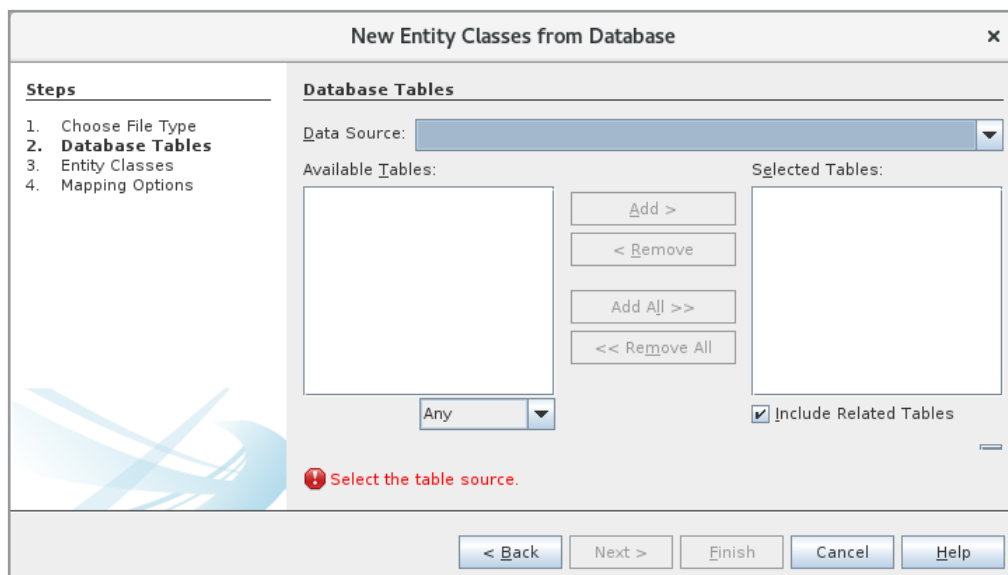 New Entity Classes from Database
Steps
1. Choose File Type
2. Database Tables
3. Entity Classes
4. Mapping Options
Database Tables
Data Source:
Available Tables:
Selected Tables:
Add >
< Remove
Add All >>
<< Remove All
Any
Include Related Tables
Select the table source.
< Back
Next >
Finish
Cancel
Help